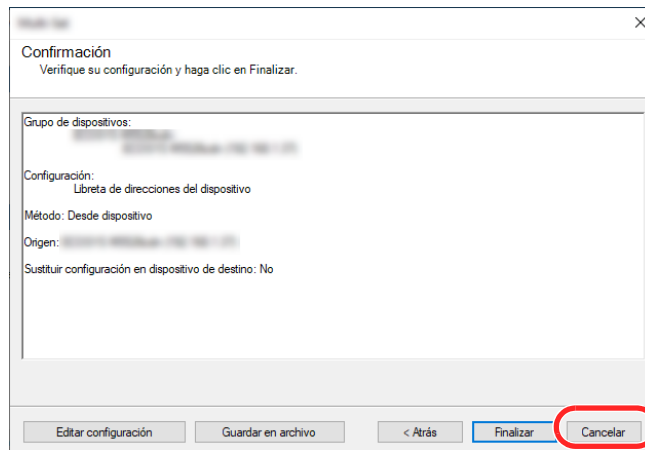 Confirmación
Verifique su configuración y haga clic en Finalizar.
Grupo de dispositivos:
Configuración:
Libreta de direcciones del dispositivo
Método: Desde dispositivo
Origen:
Sustituir configuración en dispositivo de destino: No
Editar configuración
Guardar en archivo
< Atrás
Finalizar
Cancelar